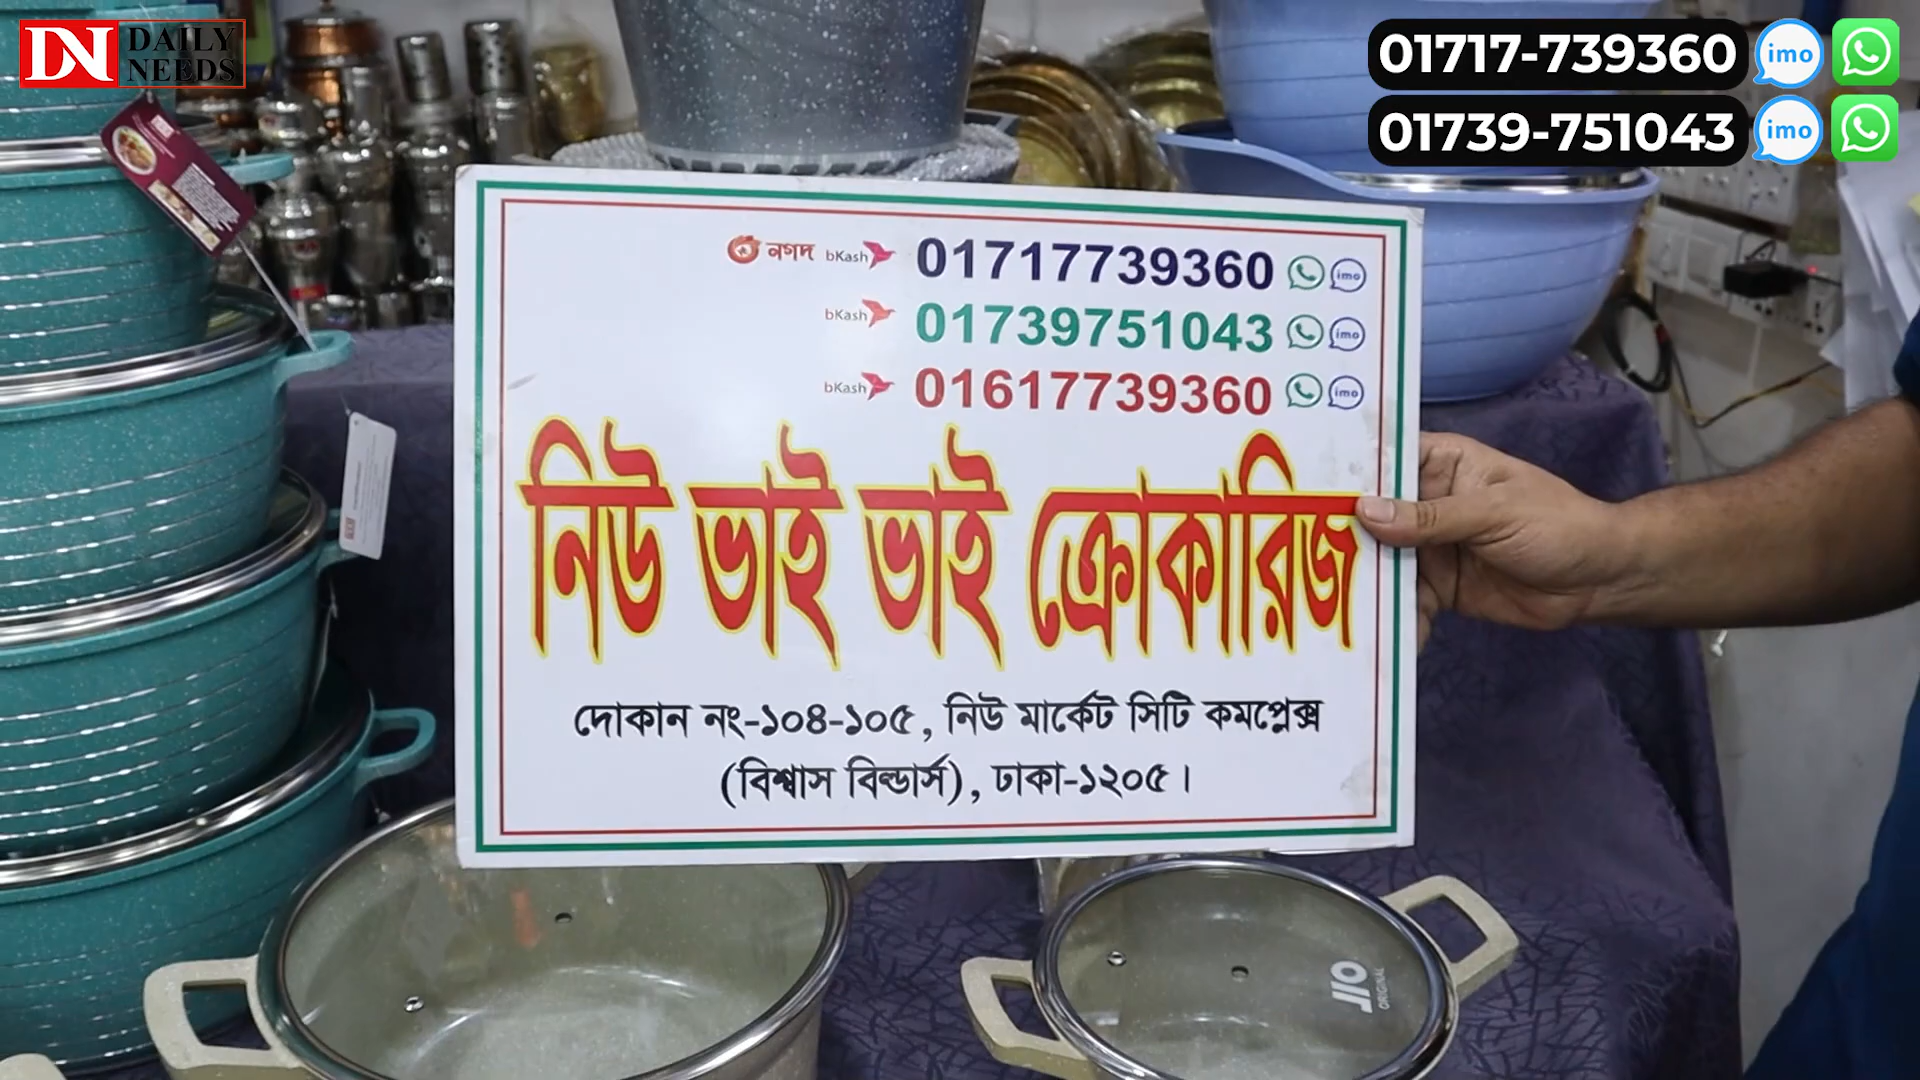 DN DAILY NEEDS
01717-739360 imo
01739-751043 imo
নগদ bKash 01717739360 imo
bKash 01739751043 imo
bKash 01617739360 imo
নিউ ভাই ভাই ক্রোকারিজ
দোকান নং-১০৪-১০৫, নিউ মার্কেট সিটি কমপ্লেক্স
(বিশ্বাস বিল্ডার্স), ঢাকা-১২০৫।
JIO ORIGINAL